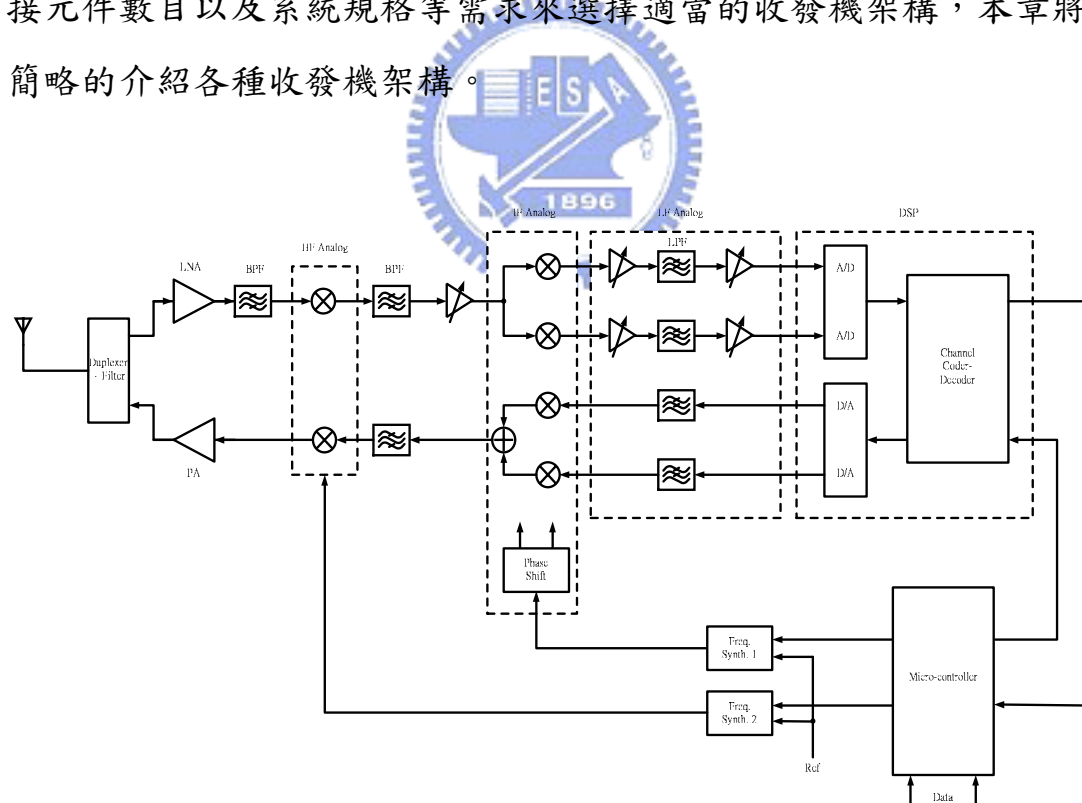 接元件數目以及系統規格等需求來選擇適當的收發機架構，本章將
簡略的介紹各種收發機架構。
ESA
1896
IF Analog
LF Analog
DSP
HF Analog
LNA
BPF
BPF
LPF
A/D
A/D
Duplexer
- Filter
Channel
Coder-
Decoder
D/A
D/A
PA
Phase
Shift
Freq.
Synth. 1
Micro-controller
Freq.
Synth. 2
Ref
Data